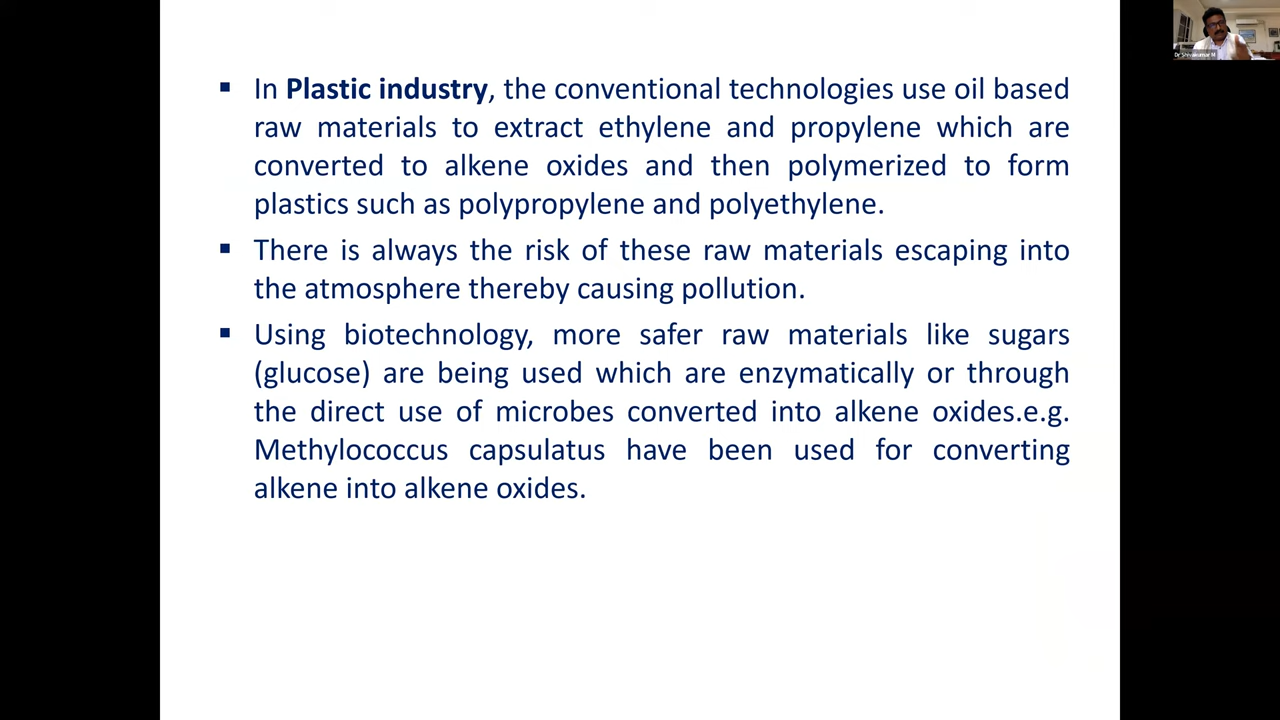 ▪ In Plastic industry, the conventional technologies use oil based
raw materials to extract ethylene and propylene which are
converted to alkene oxides and then polymerized to form
plastics such as polypropylene and polyethylene.
▪ There is always the risk of these raw materials escaping into
the atmosphere thereby causing pollution.
▪ Using biotechnology, more safer raw materials like sugars
(glucose) are being used which are enzymatically or through
the direct use of microbes converted into alkene oxides.e.g.
Methylococcus capsulatus have been used for converting
alkene into alkene oxides.
Dr Shivakumar M